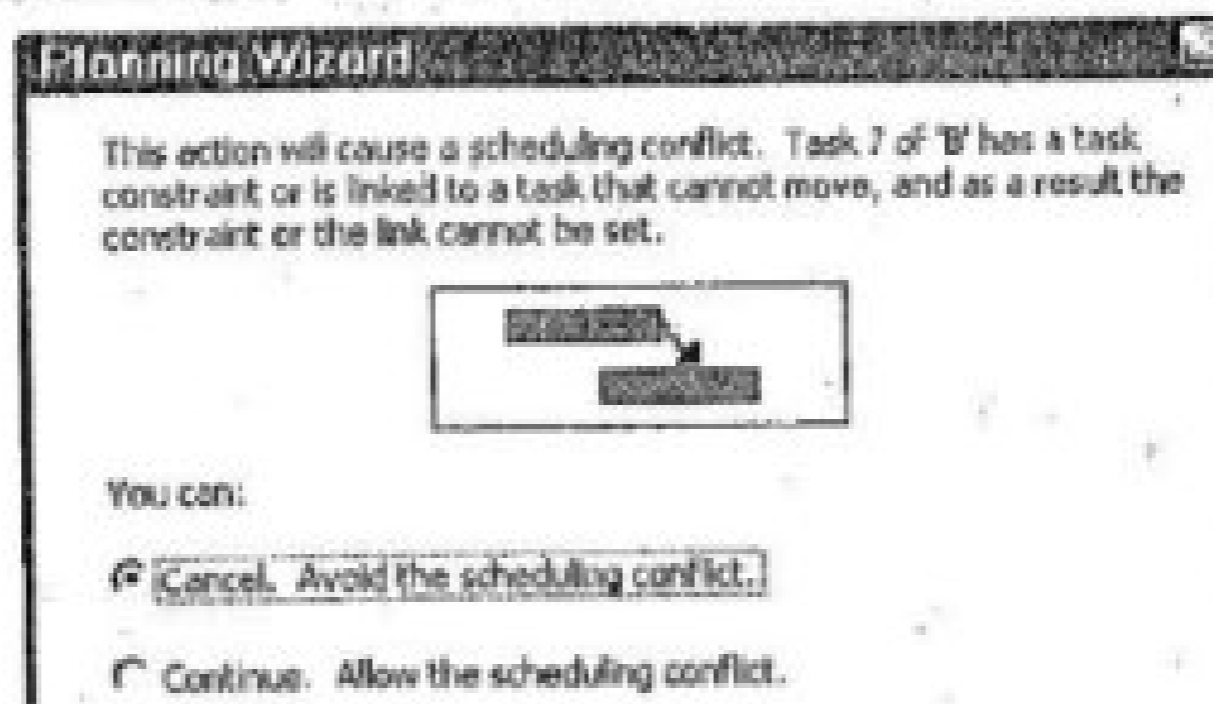 Planning Wizard
This action will cause a scheduling conflict. Task 7 of 'B' has a task
constraint or is linked to a task that cannot move, and as a result the
constraint or the link cannot be set.
You can:
Cancel. Avoid the scheduling conflict.
Continue. Allow the scheduling conflict.